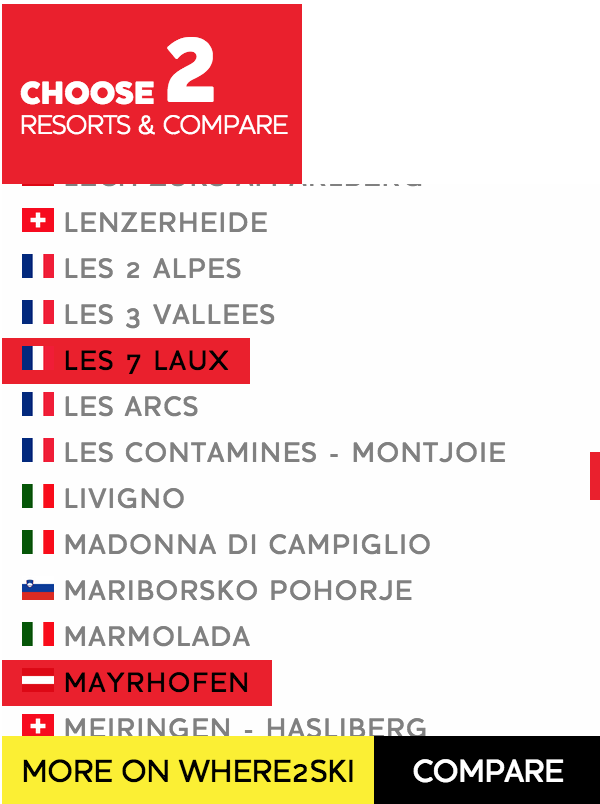 CHOOSE 2
RESORTS & COMPARE
LENZERHEIDE
LES 2 ALPES
LES 3 VALLEES
LES 7 LAUX
LES ARCS
LES CONTAMINES - MONTJOIE
LIVIGNO
MADONNA DI CAMPIGLIO
MARIBORSKO POHORJE
MARMOLADA
MAYRHOFEN
MEIRINGEN - HASLIBERG
MORE ON WHERE2SKI
COMPARE